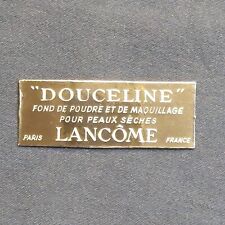 "DOUCELINE"
FOND DE POUDRE ET DE MAQUILLAGE
POUR PEAUX SÈCHES
PARIS LANCÔME FRANCE